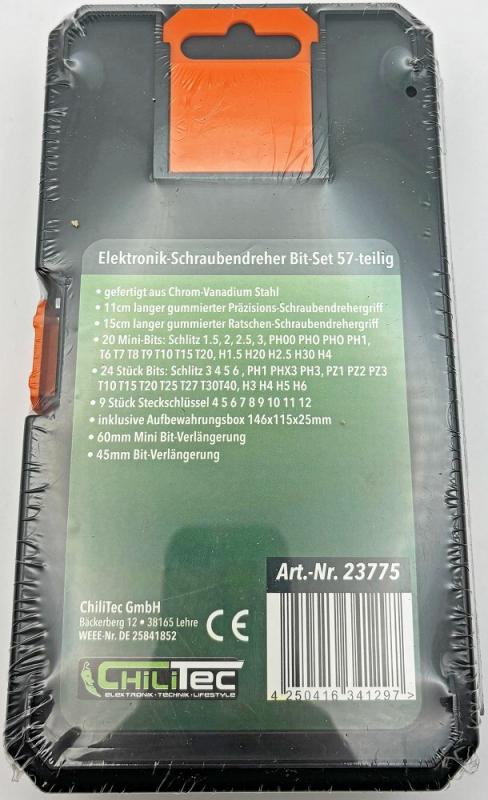 Elektronik-Schraubendreher Bit-Set 57-teilig
• gefertigt aus Chrom-Vanadium Stahl
• 11cm langer gummierter Präzisions-Schraubendrehergriff
• 15cm langer gummierter Ratschen-Schraubendrehergriff
• 20 Mini-Bits: Schlitz 1.5, 2, 2.5, 3, PH00 PHO PHO PH1,
T6 T7 T8 T9 T10 T15 T20, H1.5 H20 H2.5 H30 H4
• 24 Stück Bits: Schlitz 3 4 5 6 , PH1 PHX3 PH3, PZ1 PZ2 PZ3
T10 T15 T20 T25 T27 T30T40, H3 H4 H5 H6
• 9 Stück Steckschlüssel 4 5 6 7 8 9 10 11 12
• inklusive Aufbewahrungsbox 146x115x25mm
• 60mm Mini Bit-Verlängerung
• 45mm Bit-Verlängerung
Art.-Nr. 23775
ChiliTec GmbH
Bäckerberg 12 • 38165 Lehre
WEEE-Nr. DE 25841852
CE
CHILITEC
ELEKTRONIK · TECHNIK · LIFESTYLE
4 250416 341297 >